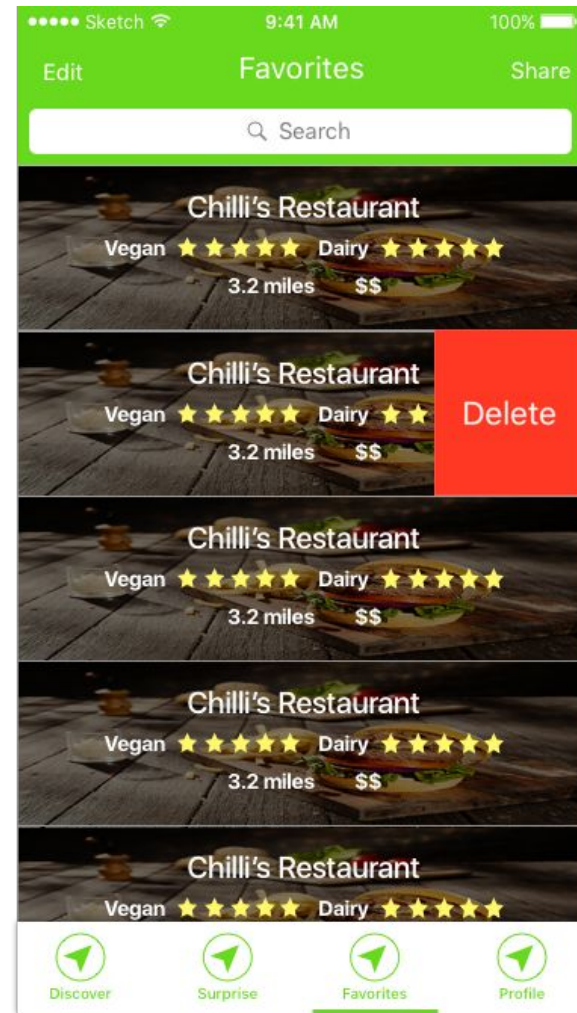 Sketch 9:41 AM 100%
Edit Favorites Share
Search
Chilli's Restaurant
Vegan Dairy
3.2 miles $$
Chilli's Restaurant
Vegan Dairy Delete
3.2 miles $$
Chilli's Restaurant
Vegan Dairy
3.2 miles $$
Chilli's Restaurant
Vegan Dairy
3.2 miles $$
Chilli's Restaurant
Vegan Dairy
Discover Surprise Favorites Profile